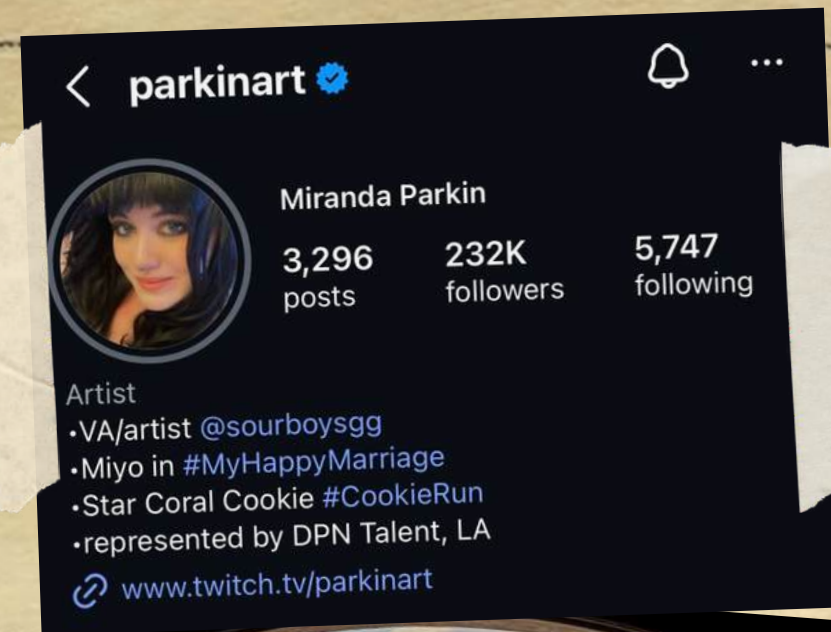 parkinart
Miranda Parkin
3,296 232K 5,747
posts followers following
Artist
•VA/artist @sourboysgg
•Miyo in #MyHappyMarriage
•Star Coral Cookie #CookieRun
•represented by DPN Talent, LA
www.twitch.tv/parkinart